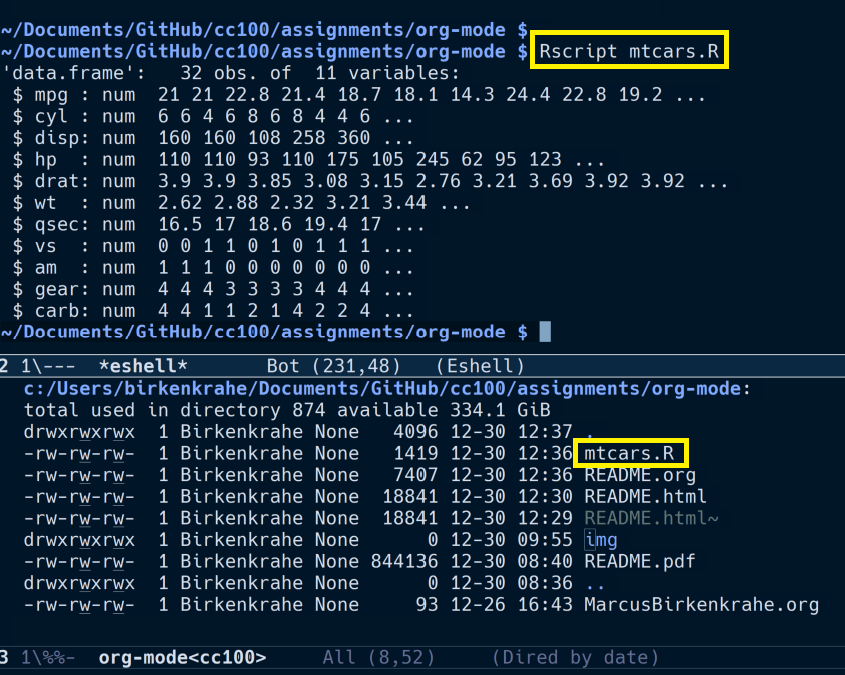 ~/Documents/GitHub/cc100/assignments/org-mode $
~/Documents/GitHub/cc100/assignments/org-mode $ Rscript mtcars.R
'data.frame':   32 obs. of  11 variables:
 $ mpg : num  21 21 22.8 21.4 18.7 18.1 14.3 24.4 22.8 19.2 ...
 $ cyl : num  6 6 4 6 8 6 8 4 4 6 ...
 $ disp: num  160 160 108 258 360 ...
 $ hp  : num  110 110 93 110 175 105 245 62 95 123 ...
 $ drat: num  3.9 3.9 3.85 3.08 3.15 2.76 3.21 3.69 3.92 3.92 ...
 $ wt  : num  2.62 2.88 2.32 3.21 3.44 ...
 $ qsec: num  16.5 17 18.6 19.4 17 ...
 $ vs  : num  0 0 1 1 0 1 0 1 1 1 ...
 $ am  : num  1 1 1 0 0 0 0 0 0 0 ...
 $ gear: num  4 4 4 3 3 3 3 4 4 4 ...
 $ carb: num  4 4 1 1 2 1 4 2 2 4 ...
~/Documents/GitHub/cc100/assignments/org-mode $
2 1\---  *eshell*       Bot (231,48)   (Eshell)
  c:/Users/birkenkrahe/Documents/GitHub/cc100/assignments/org-mode:
  total used in directory 874 available 334.1 GiB
  drwxrwxrwx  1 Birkenkrahe None   4096 12-30 12:37 .
  -rw-rw-rw-  1 Birkenkrahe None   1419 12-30 12:36 mtcars.R
  -rw-rw-rw-  1 Birkenkrahe None   7407 12-30 12:36 README.org
  -rw-rw-rw-  1 Birkenkrahe None  18841 12-30 12:30 README.html
  -rw-rw-rw-  1 Birkenkrahe None  18841 12-30 12:29 README.html~
  drwxrwxrwx  1 Birkenkrahe None      0 12-30 09:55 img
  -rw-rw-rw-  1 Birkenkrahe None 844136 12-30 08:40 README.pdf
  drwxrwxrwx  1 Birkenkrahe None      0 12-30 08:36 ..
  -rw-rw-rw-  1 Birkenkrahe None     93 12-26 16:43 MarcusBirkenkrahe.org
3 1\%%-  org-mode<cc100>     All (8,52)     (Dired by date)